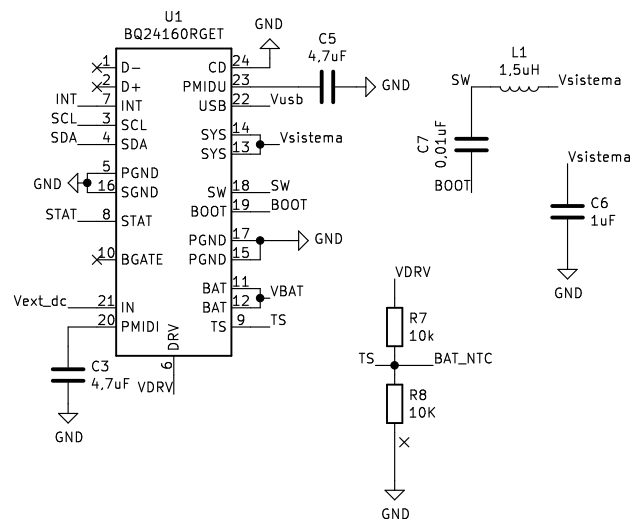 U1
BQ24160RGET
1 D-
2 D+
INT 7 INT
SCL 3 SCL
SDA 4 SDA
5 PGND
GND 16 SGND
STAT 8 STAT
10 BGATE
Vext_dc 21 IN
20 PMIDI
DRV 6
VDRV
CD 24
GND
PMIDU 23
C5
4,7uF
GND
USB 22 Vusb
SYS 14
Vsistema
SYS 13
SW 18 SW
BOOT 19 BOOT
PGND 17 GND
PGND 15
BAT 11
VBAT
BAT 12
TS 9 TS
C3
4,7uF
GND
L1
1,5uH
SW
Vsistema
C7
0,01uF
BOOT
Vsistema
C6
1uF
GND
VDRV
R7
10k
TS
BAT_NTC
R8
10K
GND